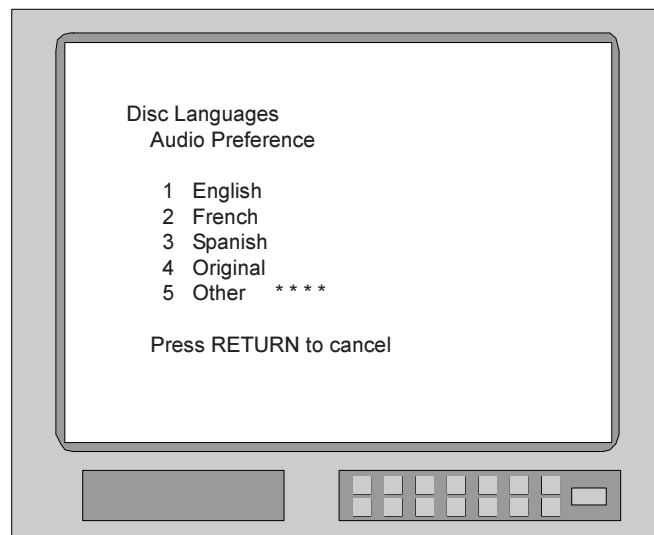 Disc Languages
Audio Preference
1 English
2 French
3 Spanish
4 Original
5 Other * * * *
Press RETURN to cancel